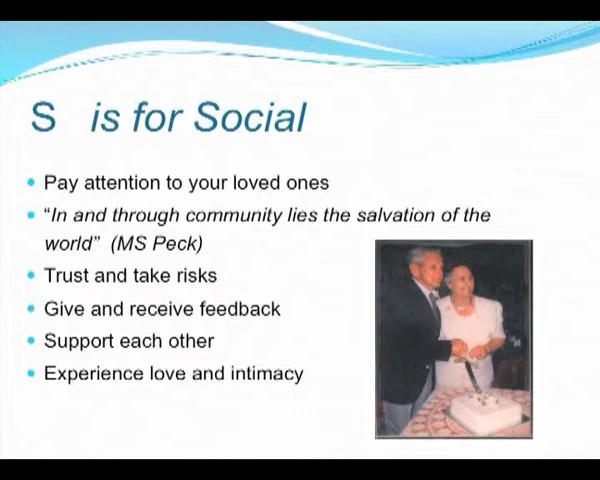 S is for Social
Pay attention to your loved ones
“In and through community lies the salvation of the
world” (MS Peck)
Trust and take risks
Give and receive feedback
Support each other
Experience love and intimacy